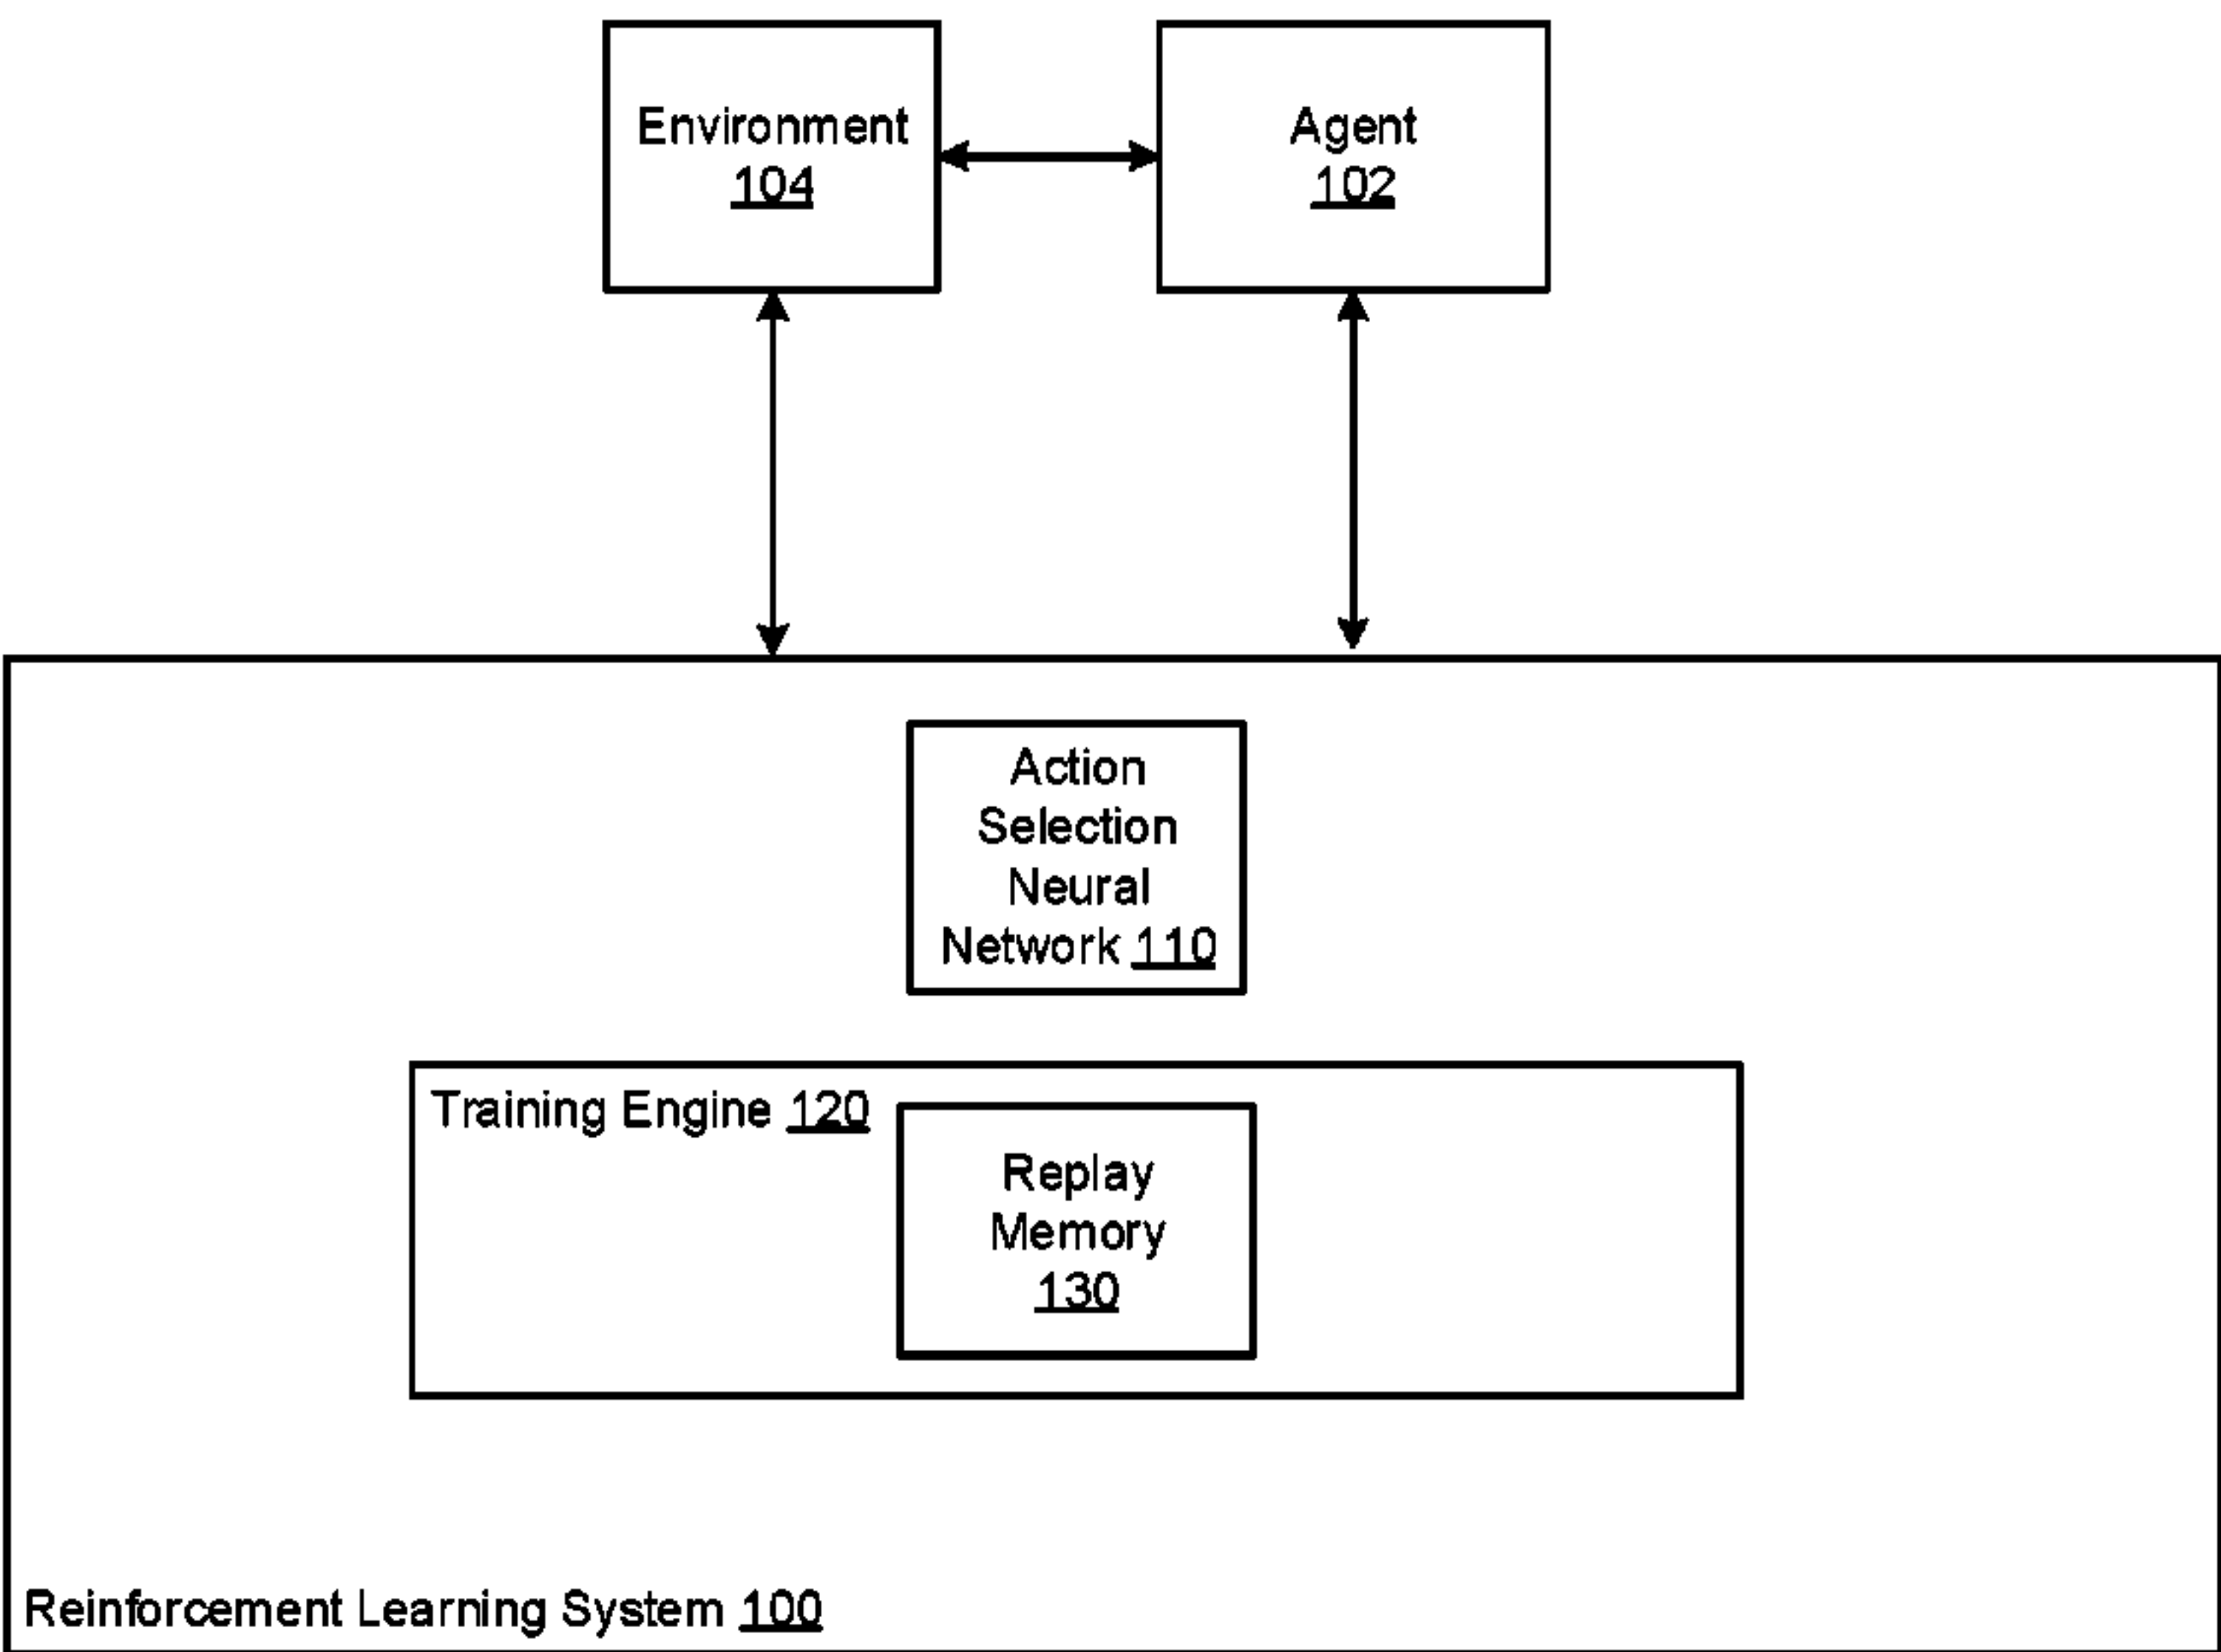 Environment
104
Agent
102
Action
Selection
Neural
Network 110
Training Engine 120
Replay
Memory
130
Reinforcement Learning System 100